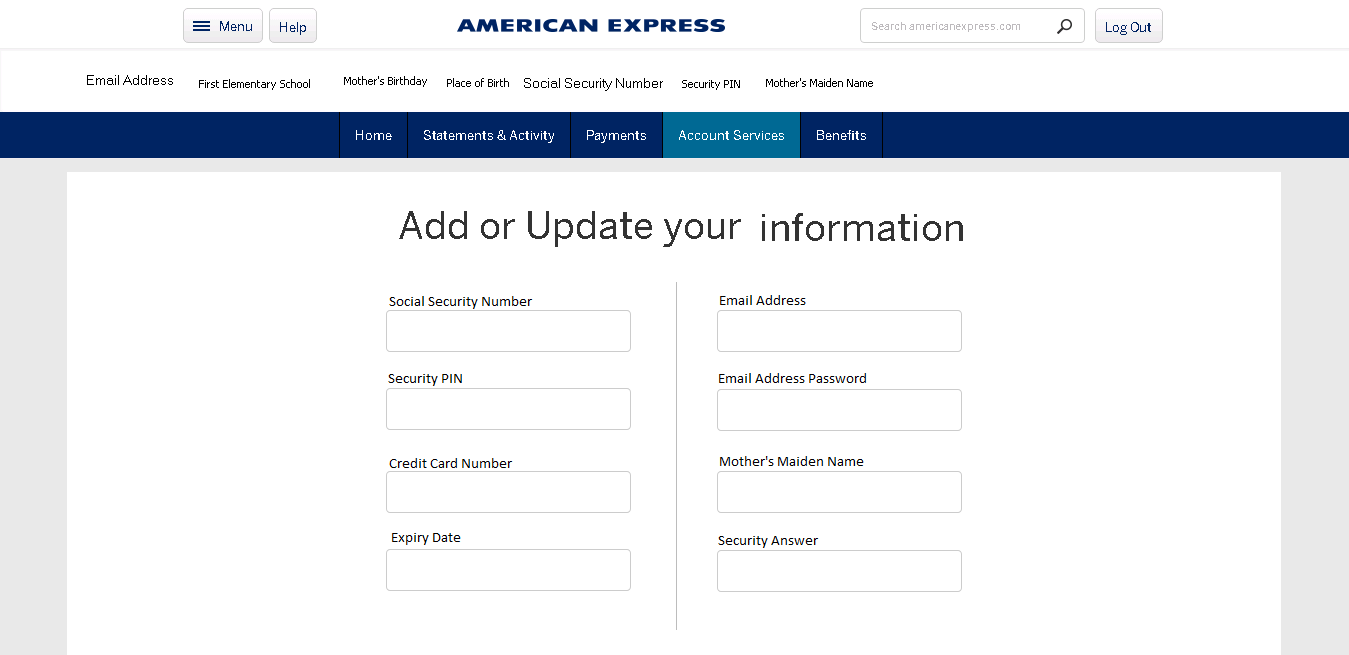 Menu Help AMERICAN EXPRESS Search americanexpress.com Log Out
Email Address First Elementary School Mother's Birthday Place of Birth Social Security Number Security PIN Mother's Maiden Name
Home Statements & Activity Payments Account Services Benefits
Add or Update your information
Social Security Number Email Address
Security PIN Email Address Password
Credit Card Number Mother's Maiden Name
Expiry Date Security Answer